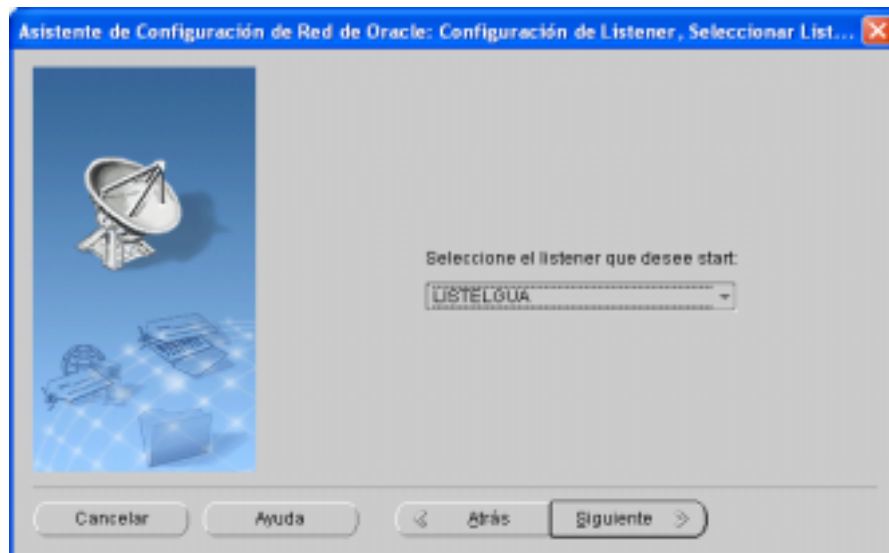 Asistente de Configuración de Red de Oracle: Configuración de Listener, Seleccionar List...
Seleccione el listener que desee start:
LISTELGUA
Cancelar
Ayuda
Atrás
Siguiente